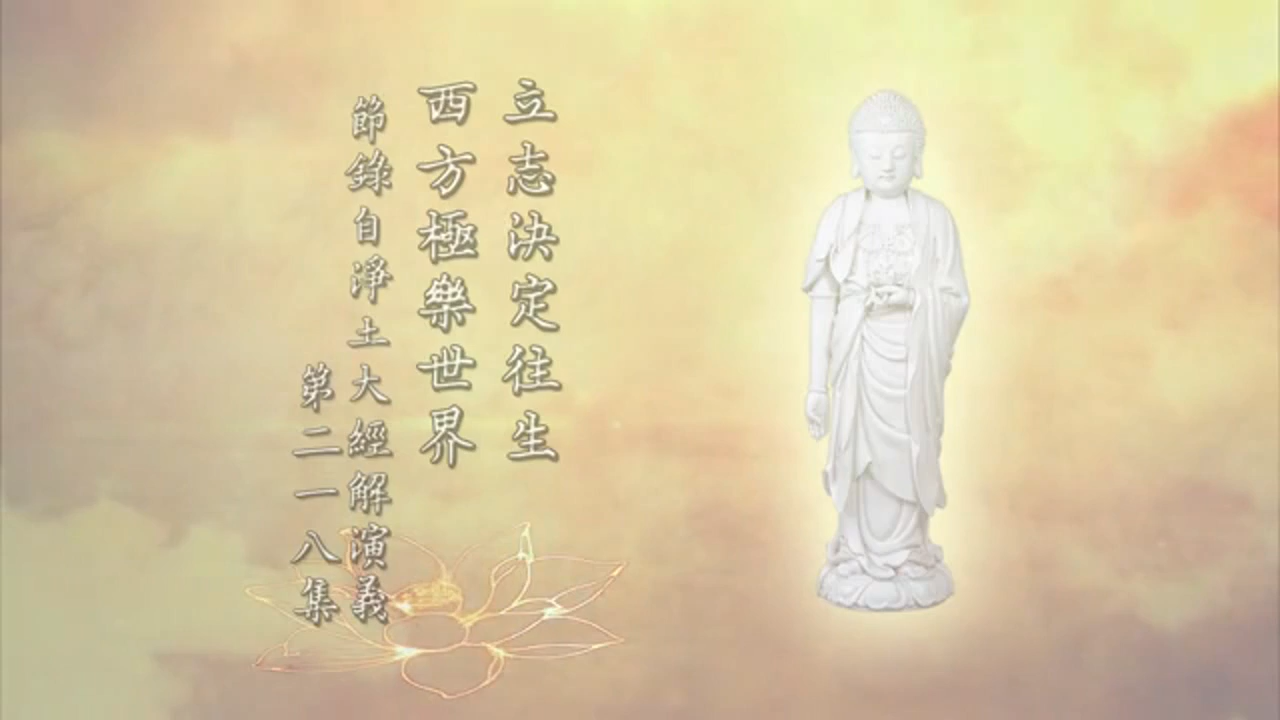 立志決定往生
西方極樂世界
節錄自淨土大經解演義
第二一八集